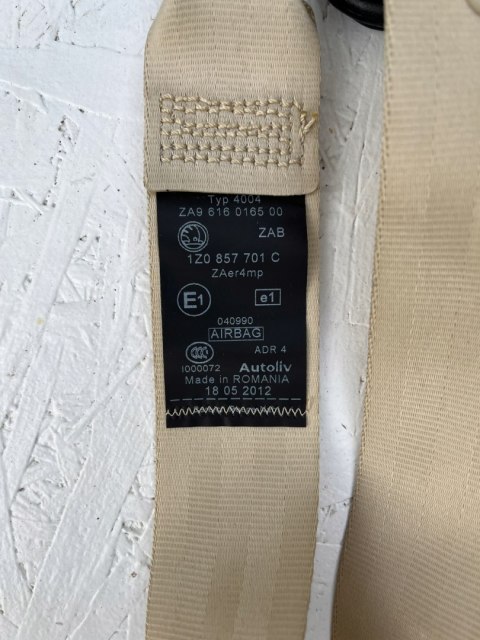 Typ 4004
ZA9 616 0165 00
ZAB
1Z0 857 701 C
ZAer4mp
E1 e1
040990
AIRBAG
CCC ADR 4
I000072 Autoliv
Made in ROMANIA
18 05 2012